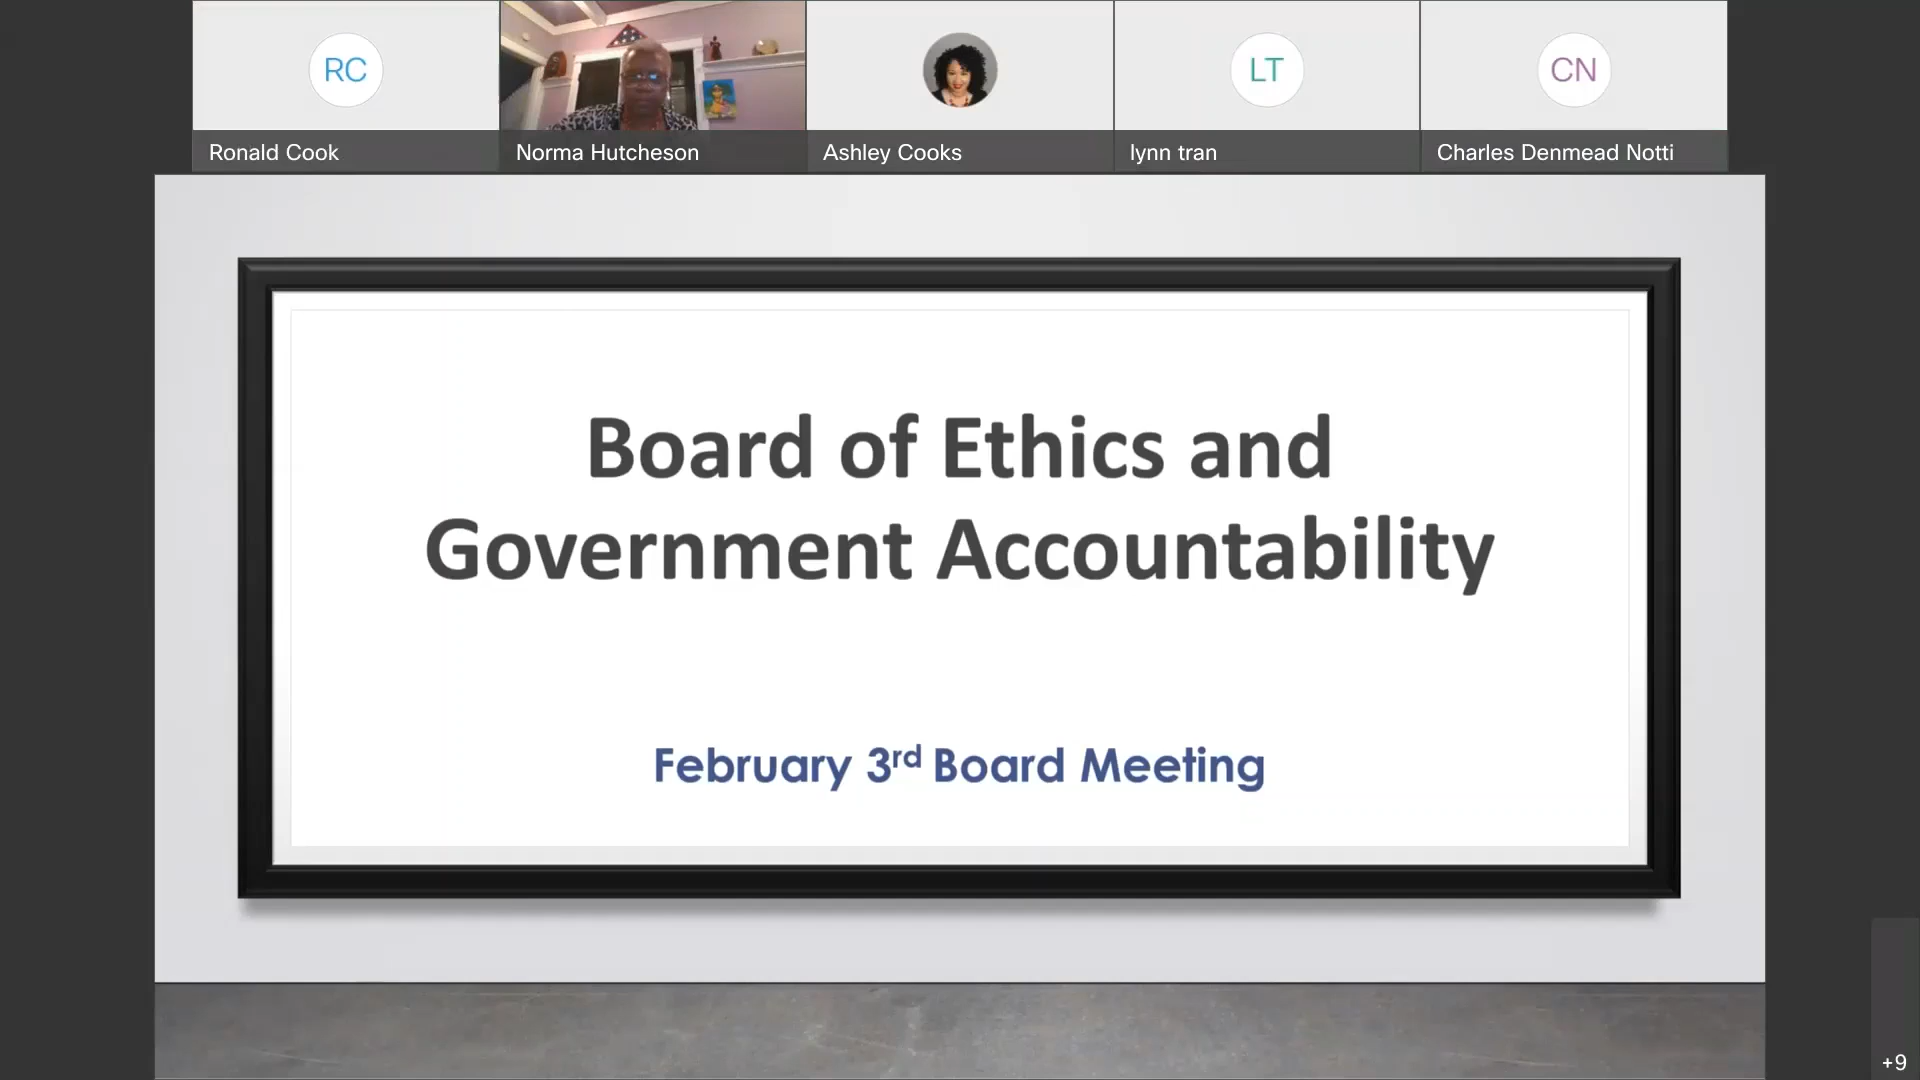 RC
LT
CN
Ronald Cook
Norma Hutcheson
Ashley Cooks
lynn tran
Charles Denmead Notti
Board of Ethics and
Government Accountability
February 3rd Board Meeting
+9